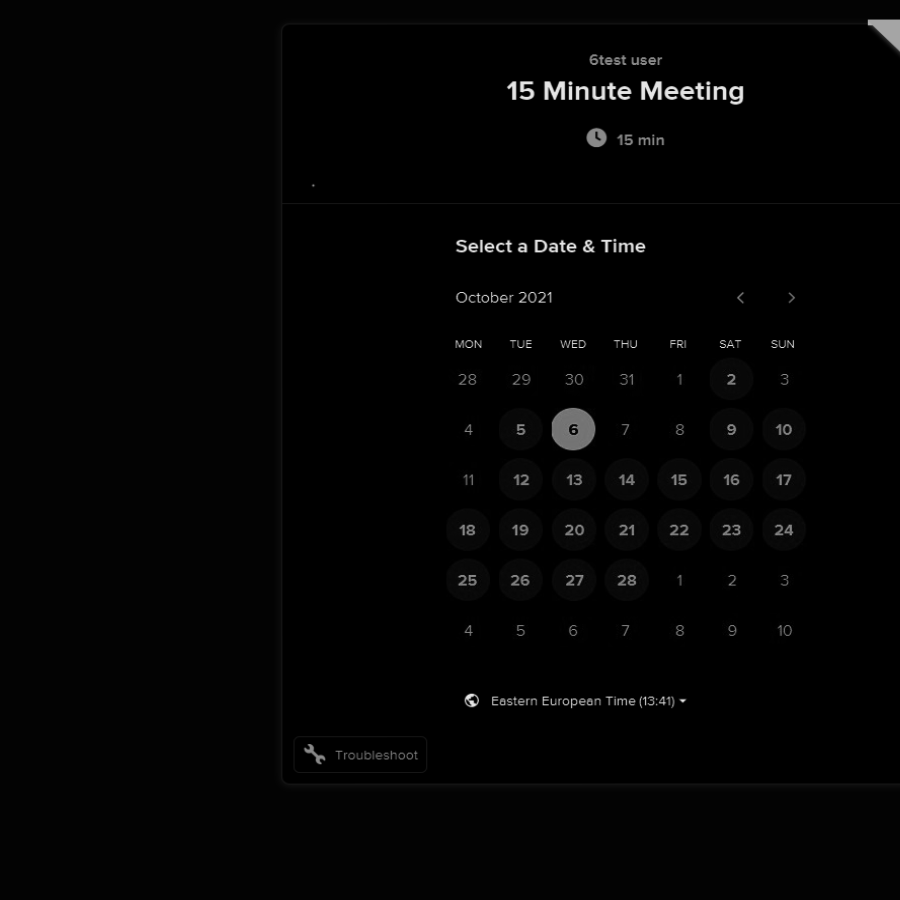 6test user
15 Minute Meeting
15 min
.
Select a Date & Time
October 2021
MON TUE WED THU FRI SAT SUN
28 29 30 31 1 2 3
4 5 6 7 8 9 10
11 12 13 14 15 16 17
18 19 20 21 22 23 24
25 26 27 28 1 2 3
4 5 6 7 8 9 10
Eastern European Time (13:41)
Troubleshoot